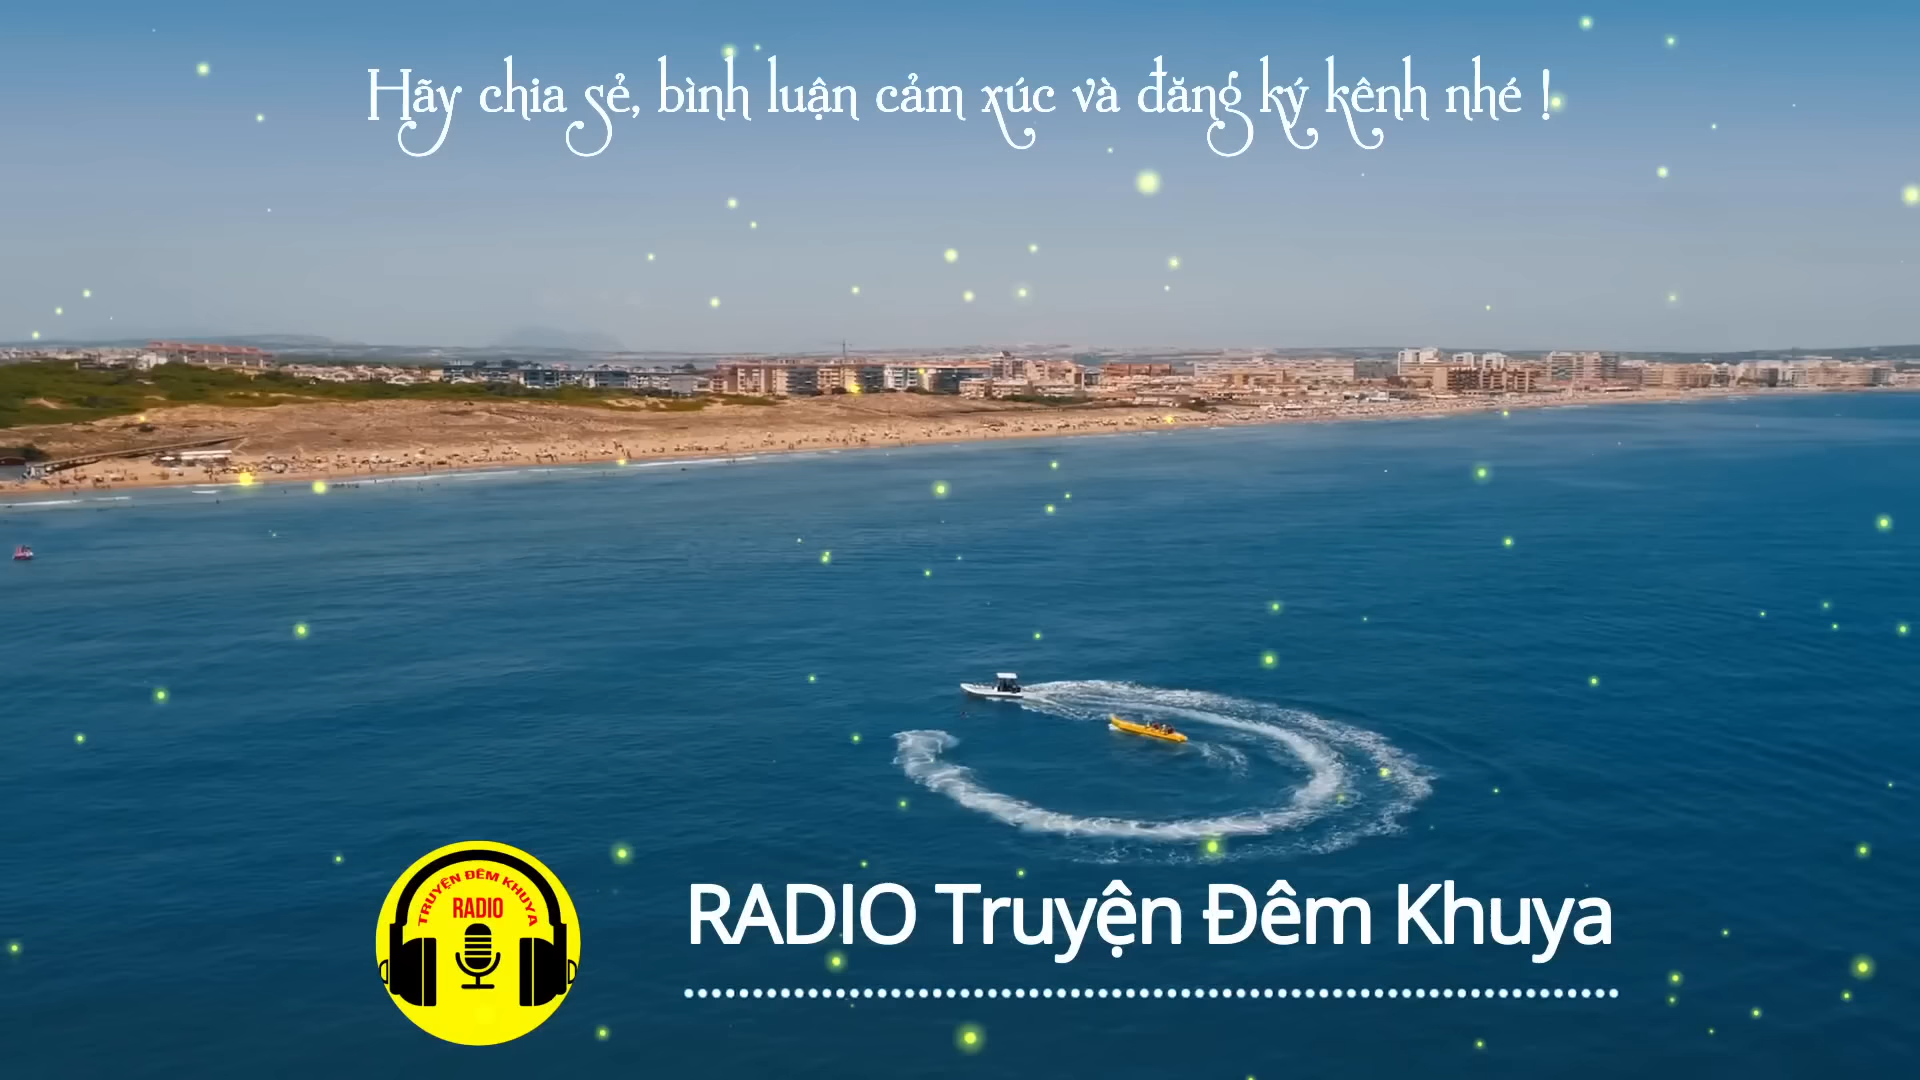 Hãy chia sẻ, bình luận cảm xúc và đăng ký kênh nhé !
TRUYỆN ĐÊM KHUYA
RADIO
RADIO Truyện Đêm Khuya